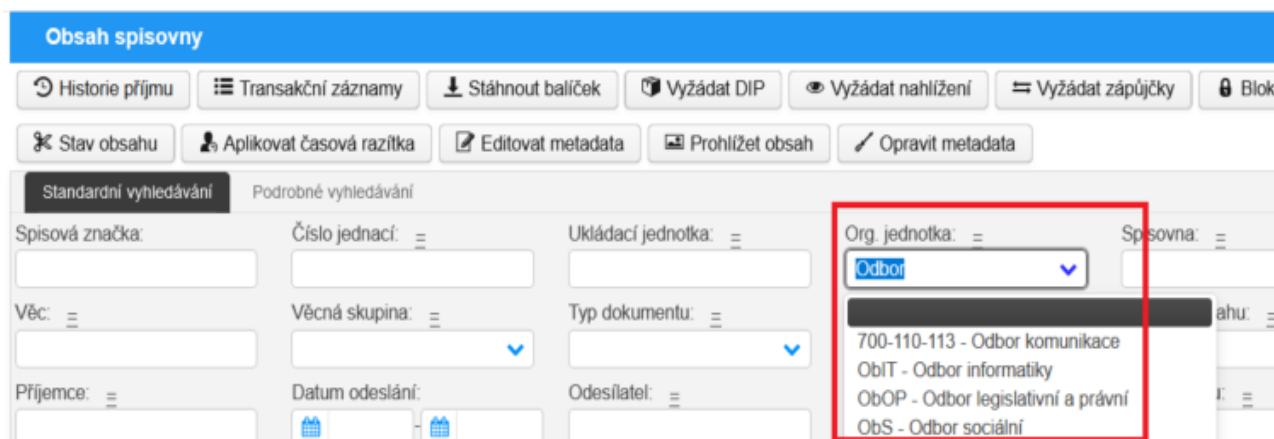 Obsah spisovny
Historie příjmu Transakční záznamy Stáhnout balíček Vyžádat DIP Vyžádat nahlížení Vyžádat zápůjčky Blok
Stav obsahu Aplikovat časová razítka Editovat metadata Prohlížet obsah Opravit metadata
Standardní vyhledávání Podrobné vyhledávání
Spisová značka: Číslo jednací: = Ukládací jednotka: = Org. jednotka: = Spisovna: =
Odbor
Věc: = Věcná skupina: = Typ dokumentu: = ahu: =
700-110-113 - Odbor komunikace
ObIT - Odbor informatiky
Příjemce: = Datum odeslání: Odesílatel: = ObOP - Odbor legislativní a právní : =
- ObS - Odbor sociální